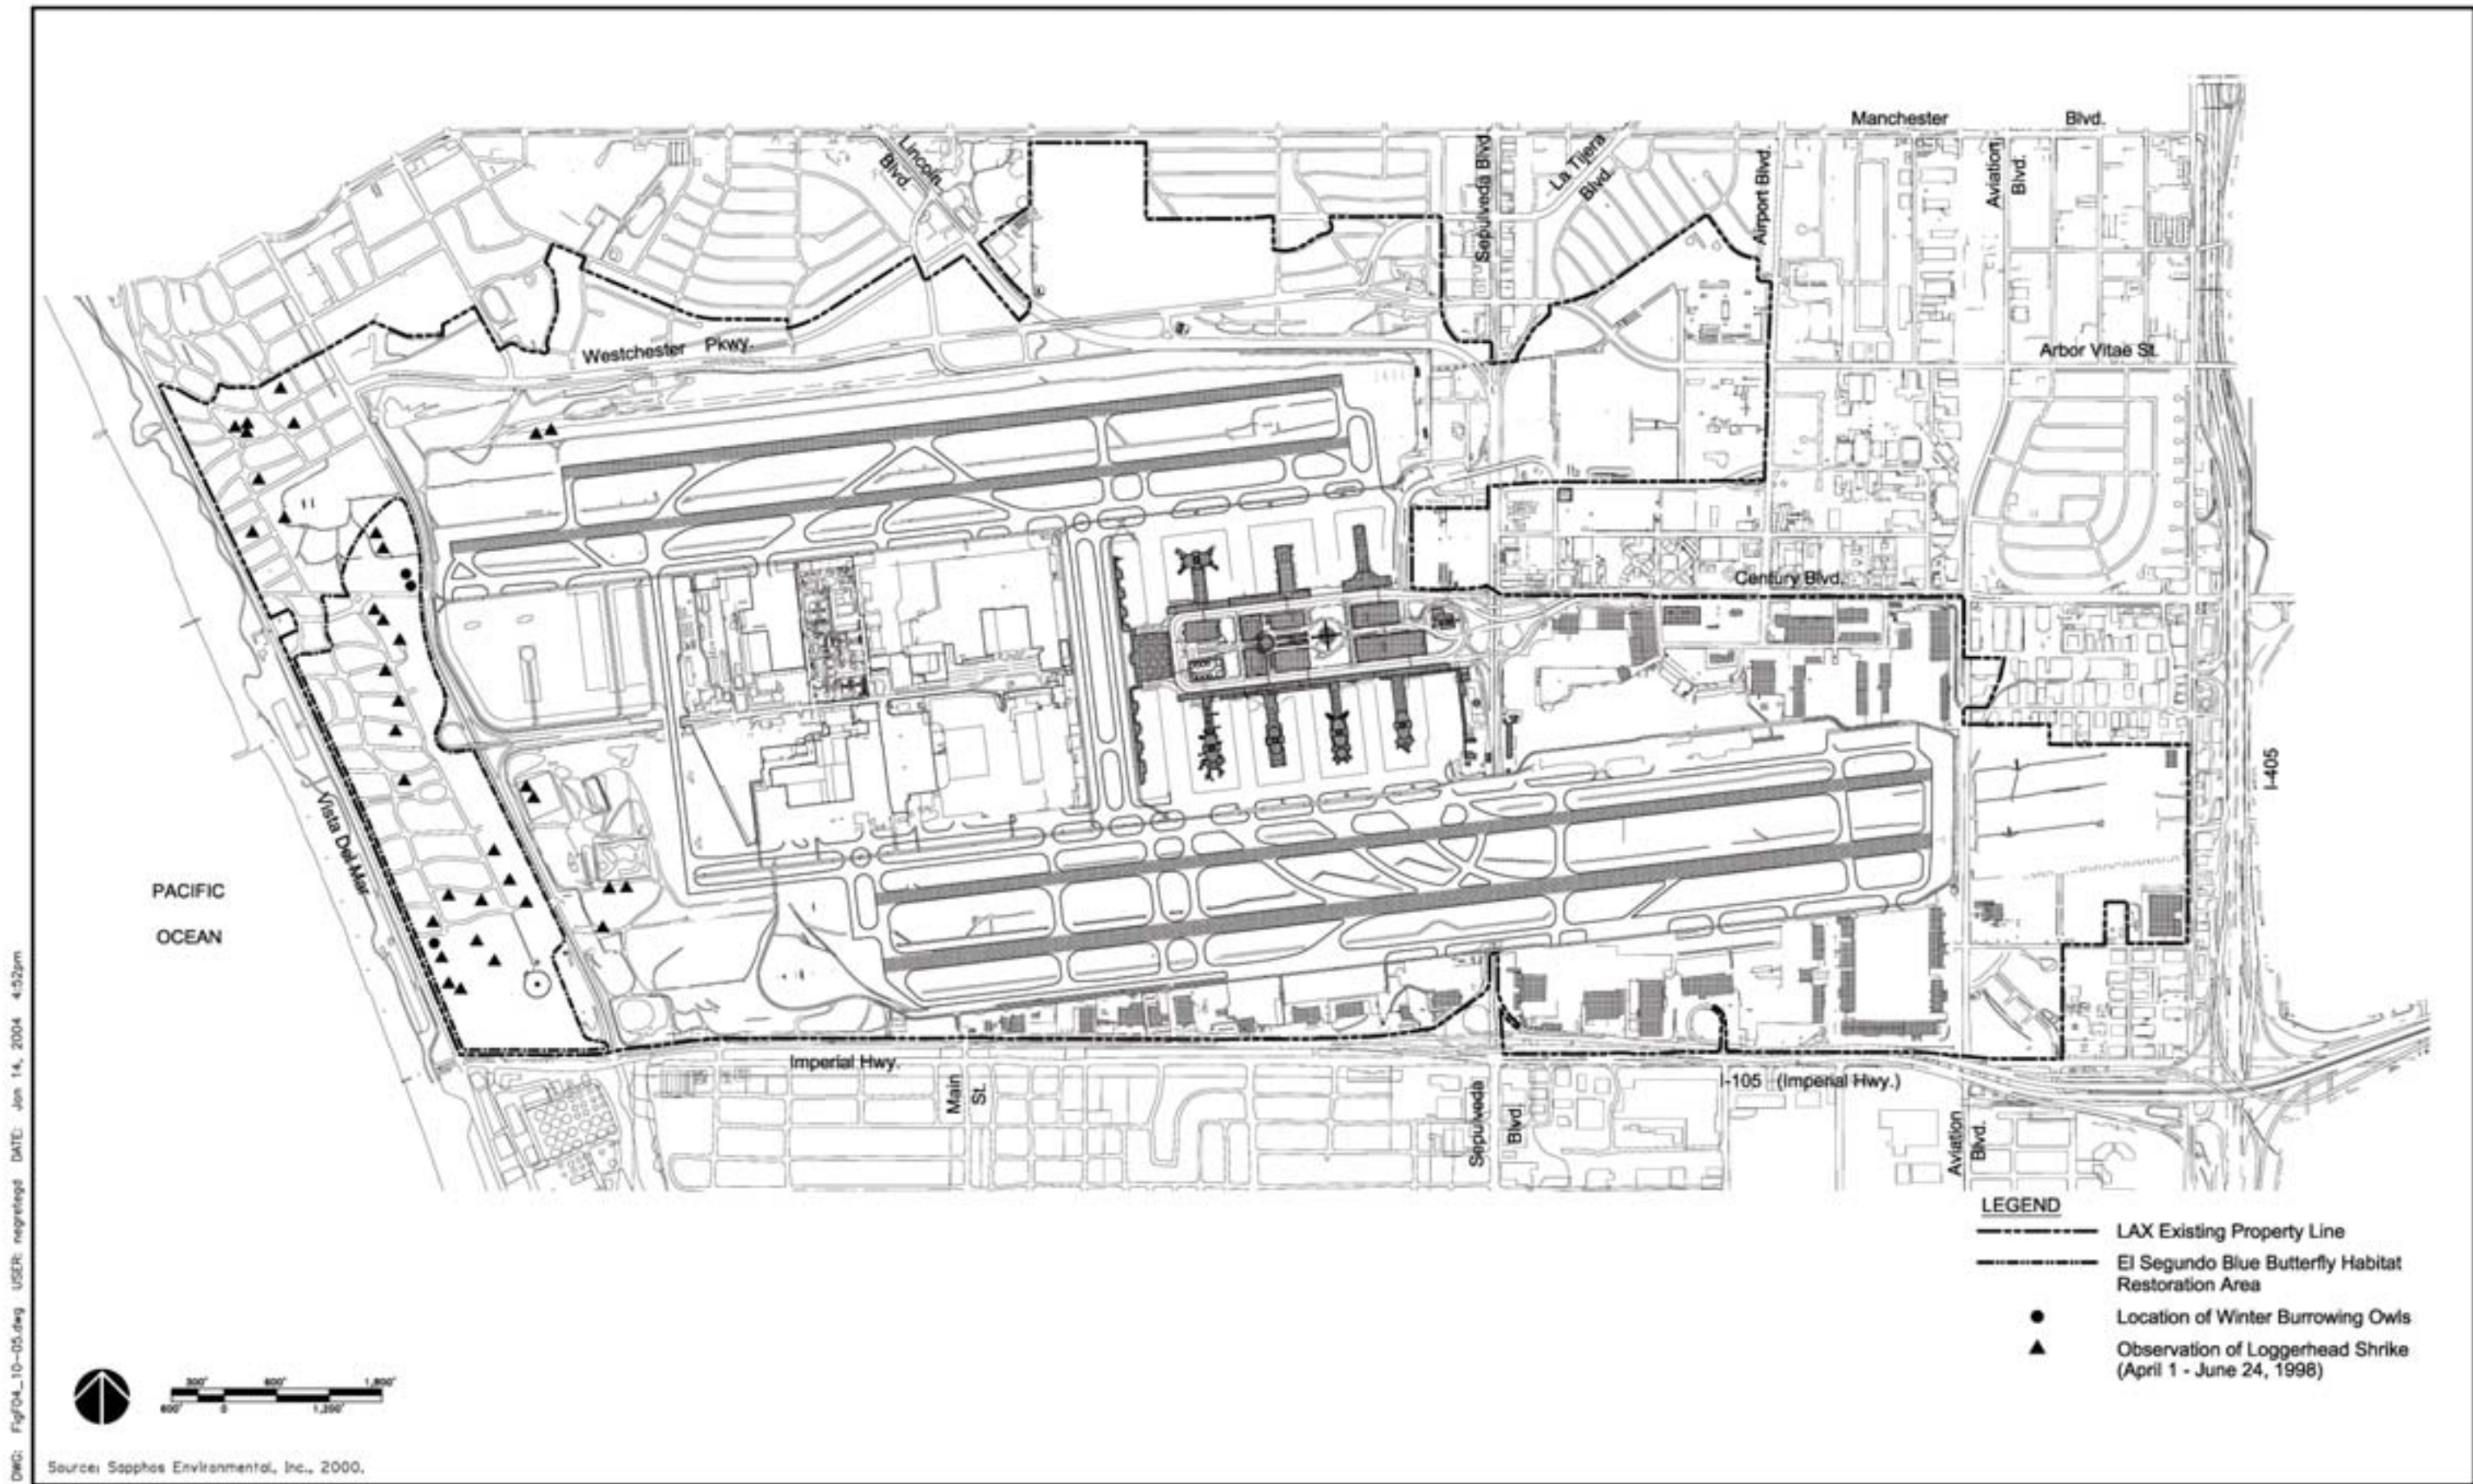 Manchester Blvd.
Lincoln
Blvd.
Sepulveda Blvd.
La Tijera
Blvd.
Airport Blvd.
Aviation
Blvd.
Westchester Pkwy.
Arbor Vitae St.
Century Blvd.
I-405
Vista Del Mar
PACIFIC
OCEAN
Imperial Hwy.
Main
St.
Sepulveda
Blvd.
I-105 (Imperial Hwy.)
Aviation
Blvd.
LEGEND
LAX Existing Property Line
El Segundo Blue Butterfly Habitat
Restoration Area
Location of Winter Burrowing Owls
Observation of Loggerhead Shrike
(April 1 - June 24, 1998)
300' 600' 1,800'
600' 0 1,200'
Source: Sapphos Environmental, Inc., 2000.
DWG: FigF04_10-05.dwg USER: negretegd DATE: Jan 14, 2004 4:52pm